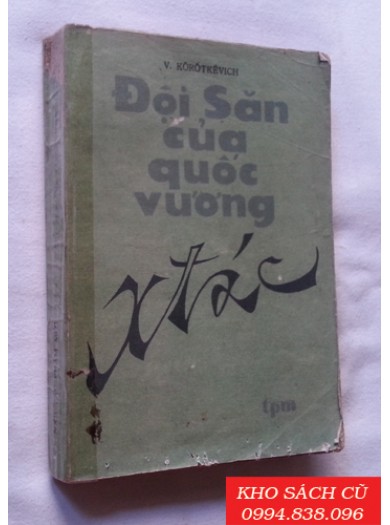 V. KÔRÔTKÊVICH
Đội Săn
của
quốc
vương
xtác
tpm
KHO SÁCH CŨ
0994.838.096